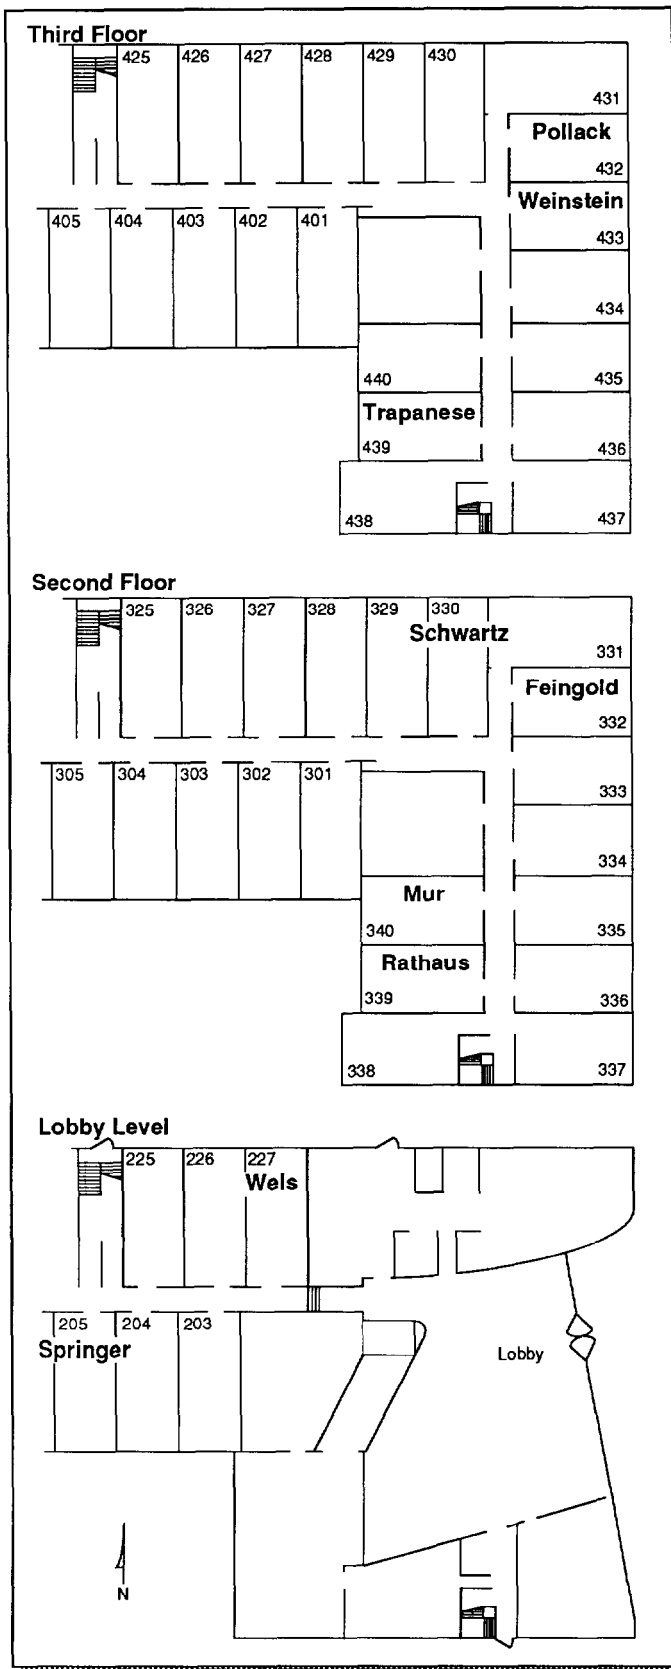 Third Floor
425 426 427 428 429 430
431
Pollack
432
Weinstein
405 404 403 402 401
433
434
440 435
Trapanese
439 436
438 437
Second Floor
325 326 327 328 329 330
Schwartz
331
Feingold
332
305 304 303 302 301
333
334
Mur
340 335
Rathaus
339 336
338 337
Lobby Level
225 226 227
Wels
205 204 203
Springer
Lobby
N